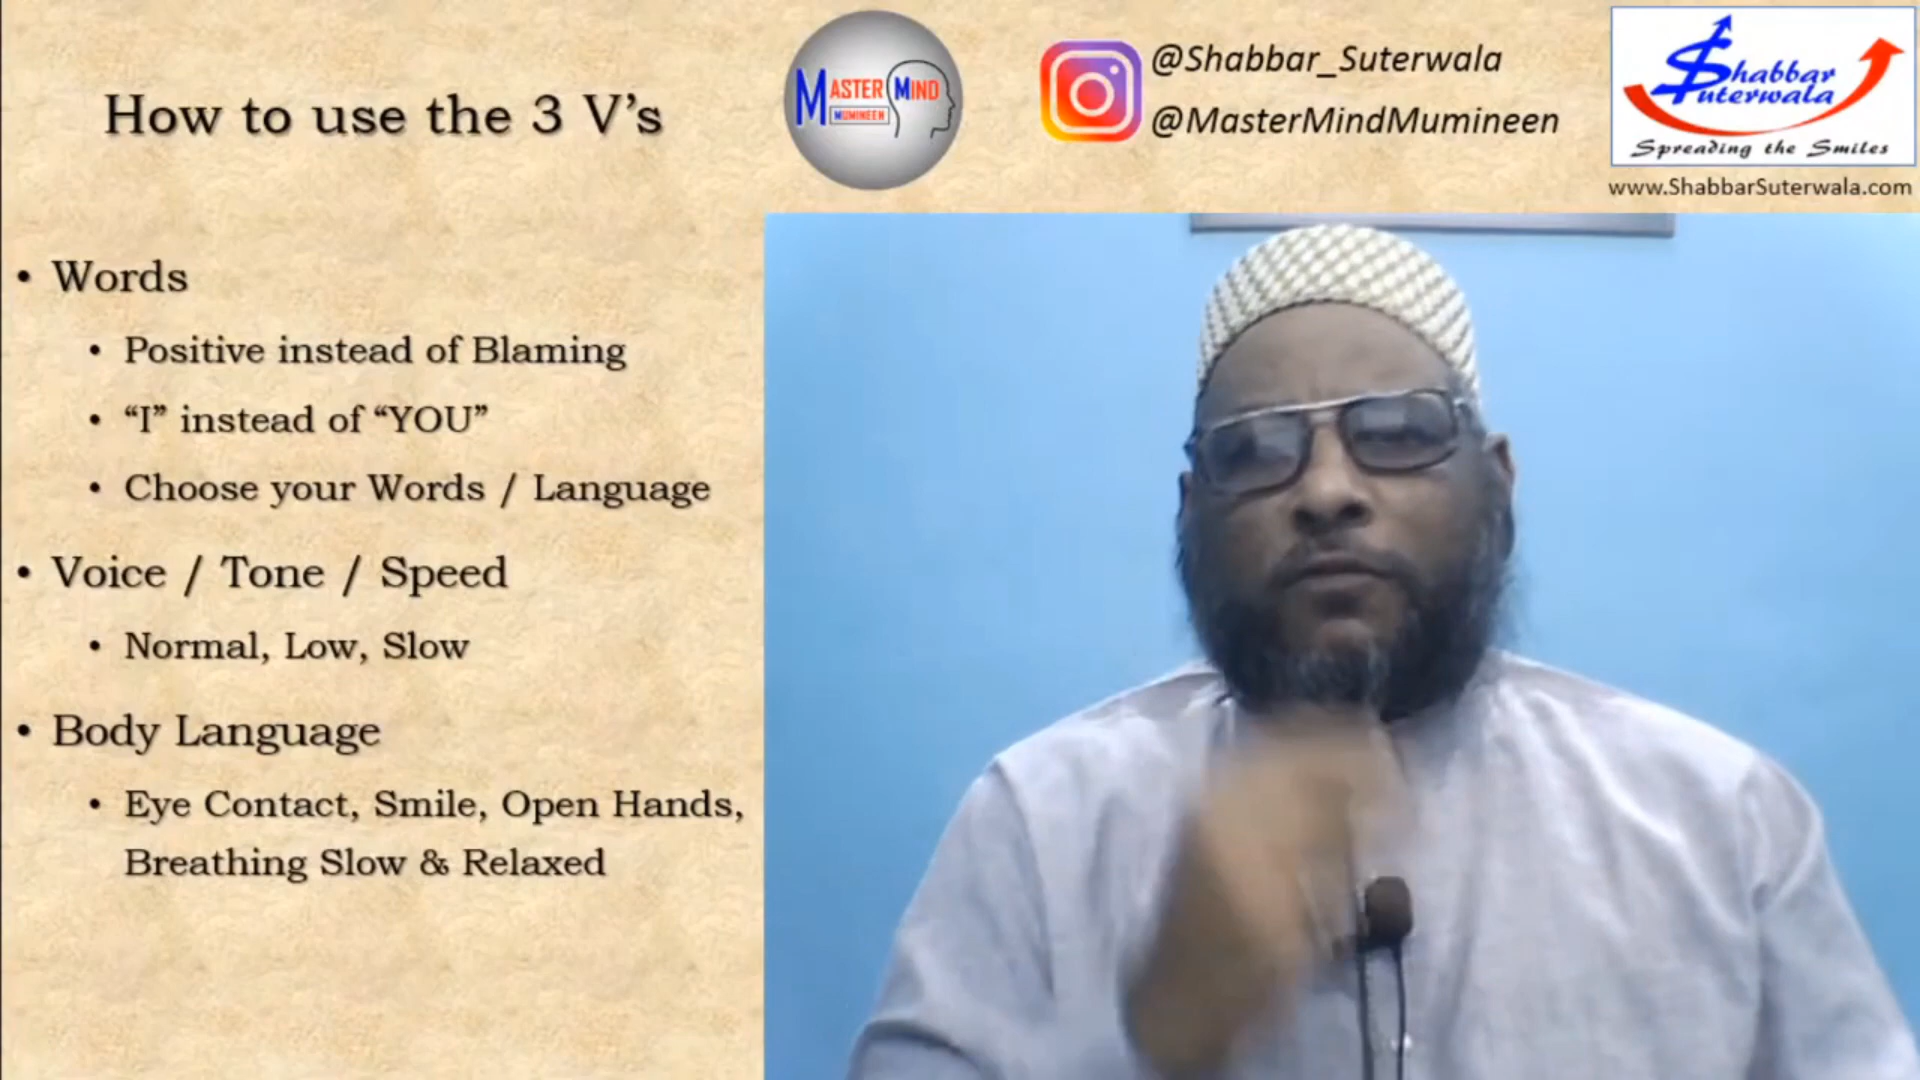 How to use the 3 V's
• Words
• Positive instead of Blaming
• “I” instead of “YOU”
• Choose your Words / Language
• Voice / Tone / Speed
• Normal, Low, Slow
• Body Language
• Eye Contact, Smile, Open Hands,
Breathing Slow & Relaxed
MASTER MIND
MUMINEEN
@Shabbar_Suterwala
@MasterMindMumineen
Shabbar
Suterwala
Spreading the Smiles
www.ShabbarSuterwala.com